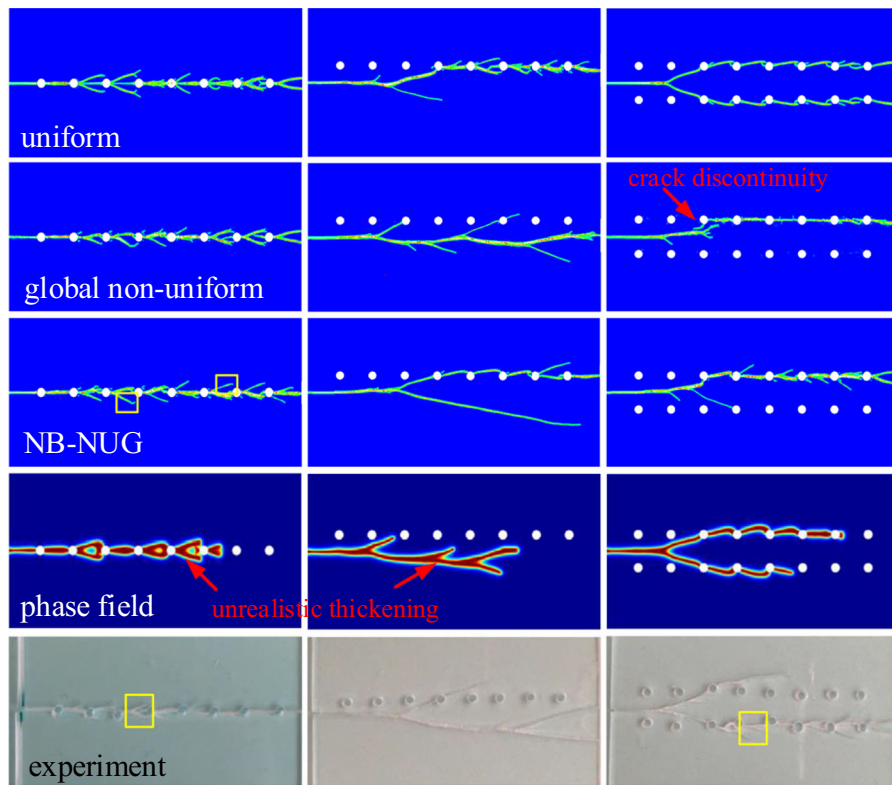 uniform
crack discontinuity
global non-uniform
NB-NUG
phase field
unrealistic thickening
experiment